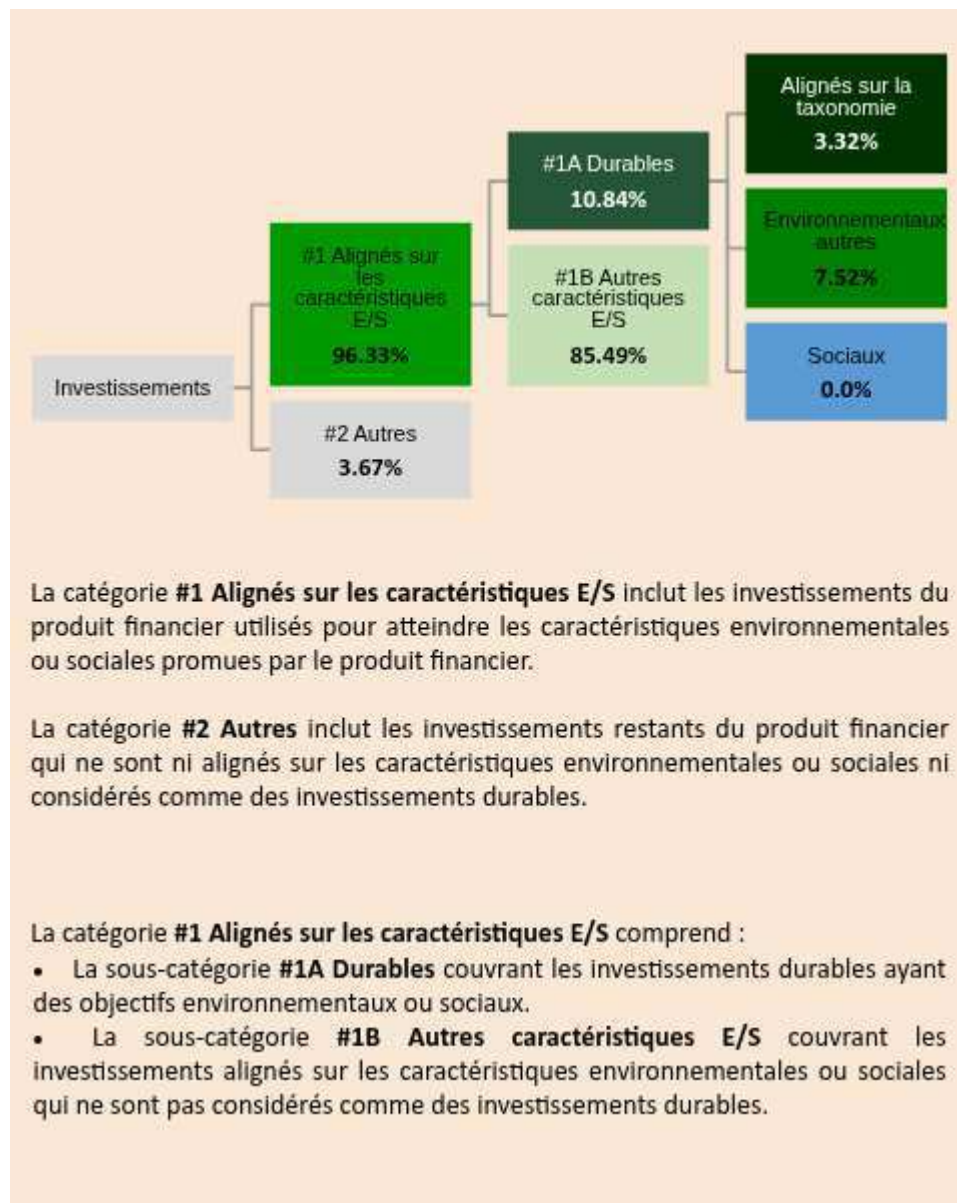 Investissements
#1 Alignés sur
les
caractéristiques
E/S
96.33%
#2 Autres
3.67%
#1A Durables
10.84%
#1B Autres
caractéristiques
E/S
85.49%
Alignés sur la
taxonomie
3.32%
Environnementaux
autres
7.52%
Sociaux
0.0%
La catégorie #1 Alignés sur les caractéristiques E/S inclut les investissements du
produit financier utilisés pour atteindre les caractéristiques environnementales
ou sociales promues par le produit financier.
La catégorie #2 Autres inclut les investissements restants du produit financier
qui ne sont ni alignés sur les caractéristiques environnementales ou sociales ni
considérés comme des investissements durables.
La catégorie #1 Alignés sur les caractéristiques E/S comprend :
• La sous-catégorie #1A Durables couvrant les investissements durables ayant
des objectifs environnementaux ou sociaux.
• La sous-catégorie #1B Autres caractéristiques E/S couvrant les
investissements alignés sur les caractéristiques environnementales ou sociales
qui ne sont pas considérés comme des investissements durables.